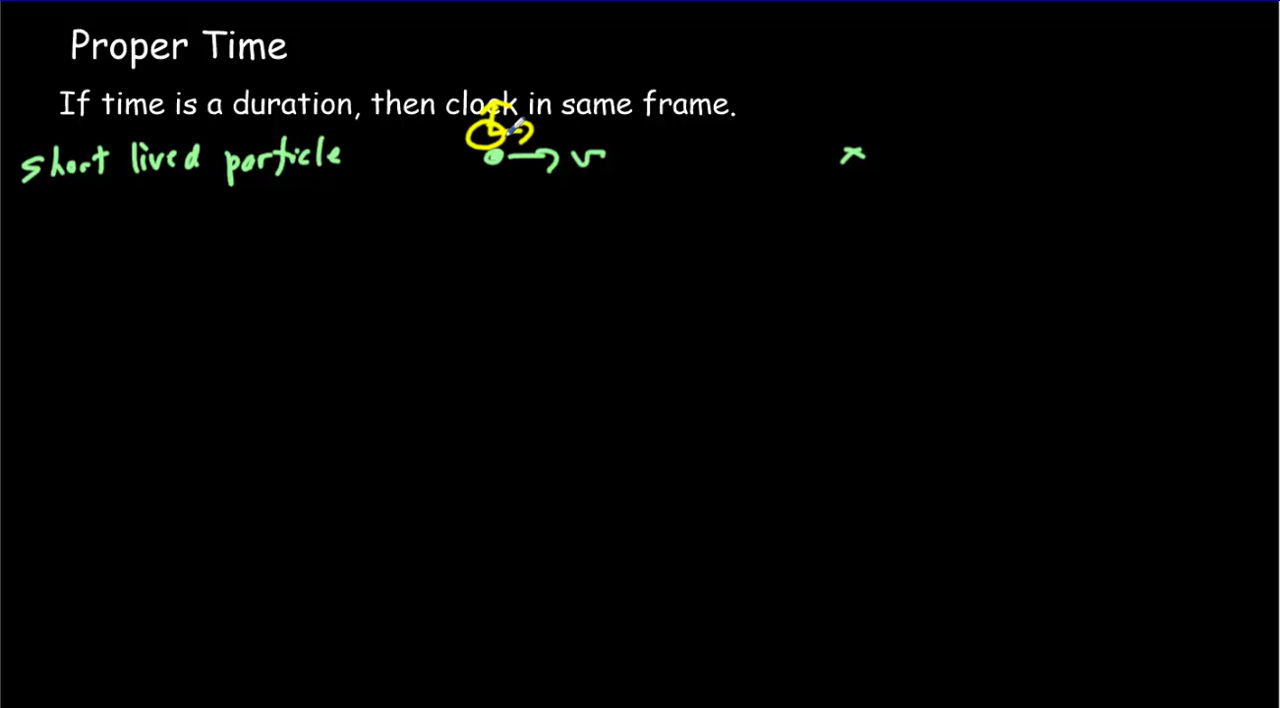 Proper Time
If time is a duration, then clock in same frame.
short lived particle v x